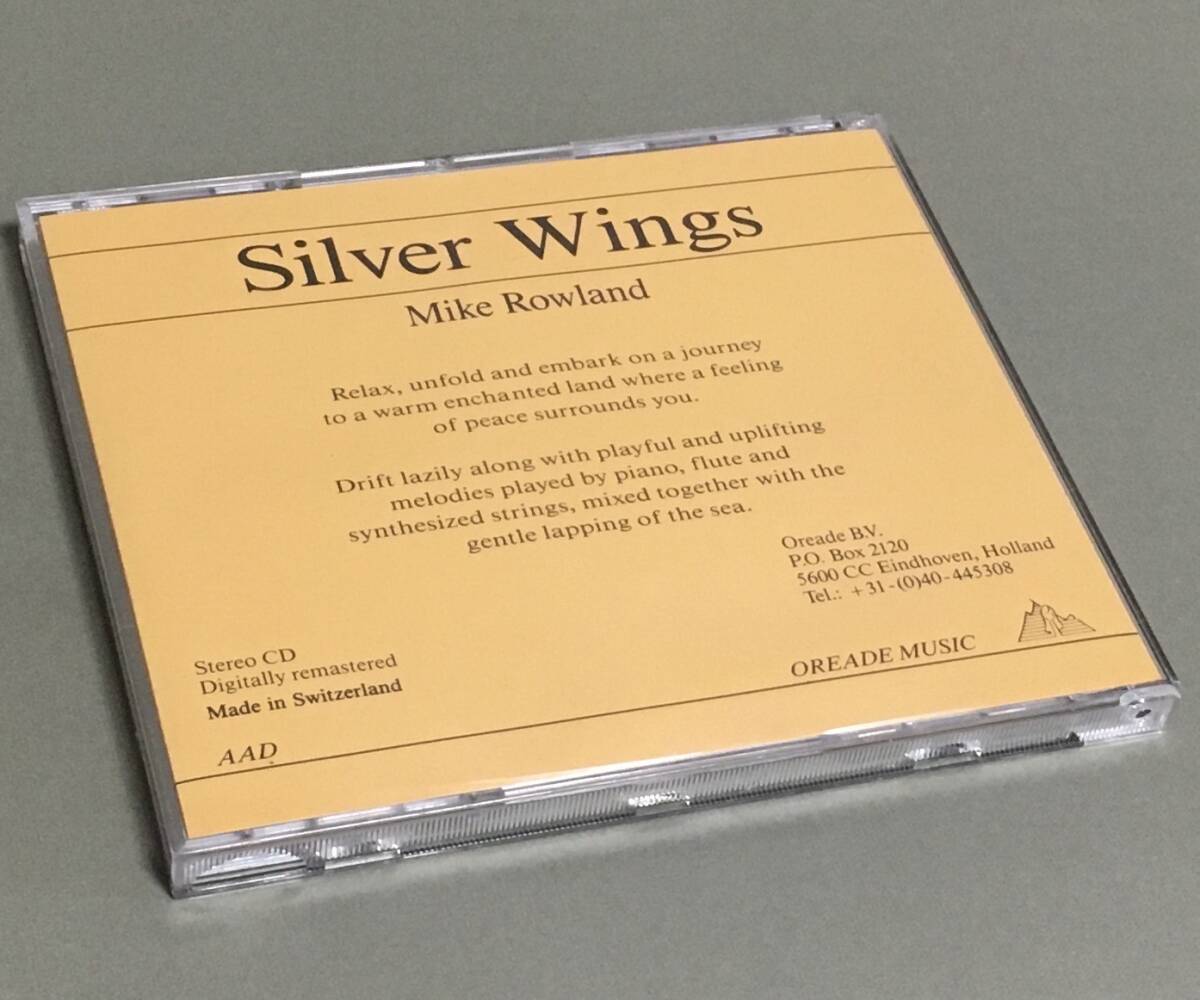 Silver Wings
Mike Rowland
Relax, unfold and embark on a journey
to a warm enchanted land where a feeling
of peace surrounds you.
Drift lazily along with playful and uplifting
melodies played by piano, flute and
synthesized strings, mixed together with the
gentle lapping of the sea.
Oreade B.V.
P.O. Box 2120
5600 CC Eindhoven, Holland
Tel.: +31-(0)40-445308
Stereo CD
Digitally remastered
Made in Switzerland
OREADE MUSIC
AAD